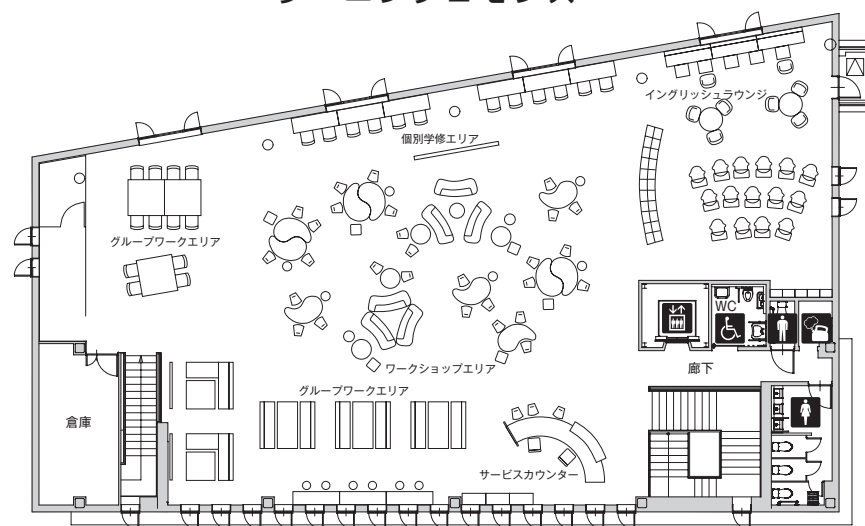 イングリッシュラウンジ
個別学修エリア
グループワークエリア
WC
ワークショップエリア
廊下
グループワークエリア
倉庫
サービスカウンター